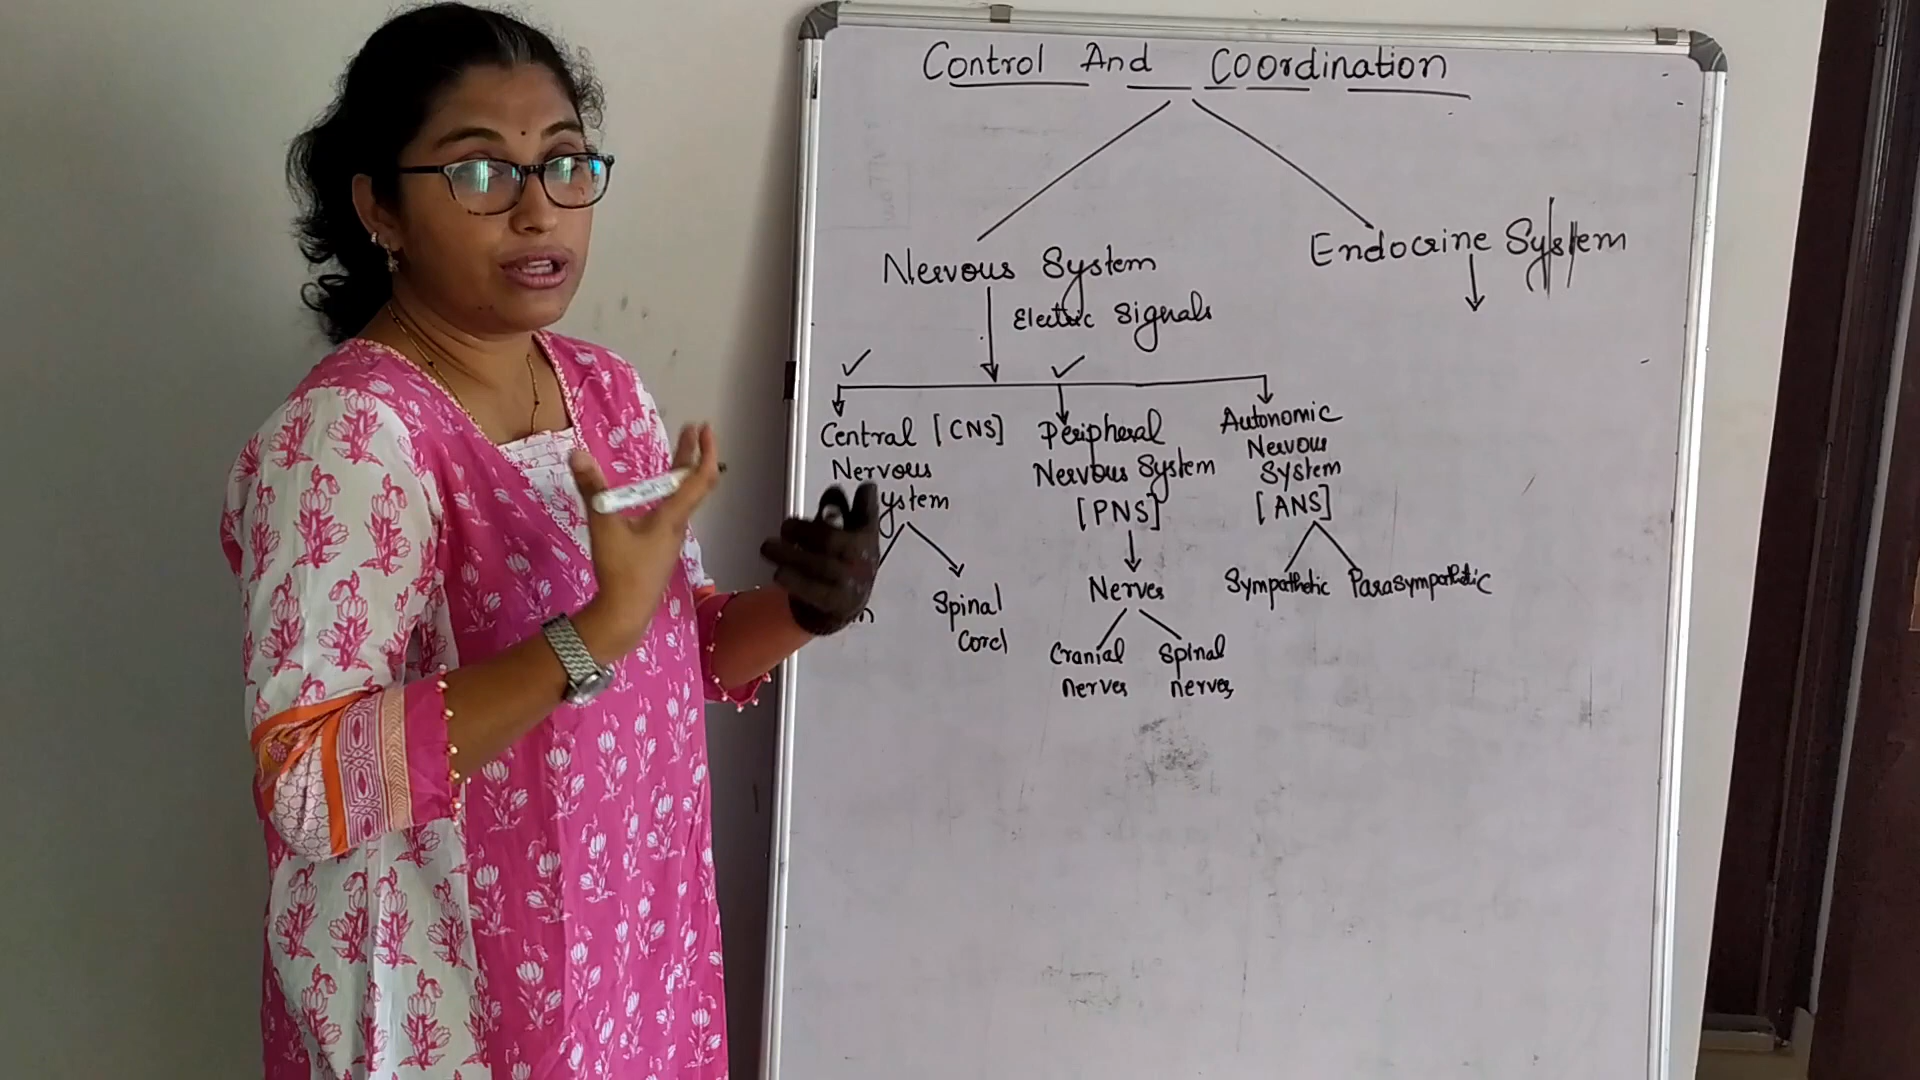 Control And Coordination
Nervous System
Endocrine System
Electric Signals
Central [CNS]
Nervous
ystem
Spinal
Cord
Peripheral
Nervous System
[PNS]
Nerves
Cranial
nerves
Spinal
nerves
Autonomic
Nervous
System
[ANS]
Sympathetic Parasympathetic